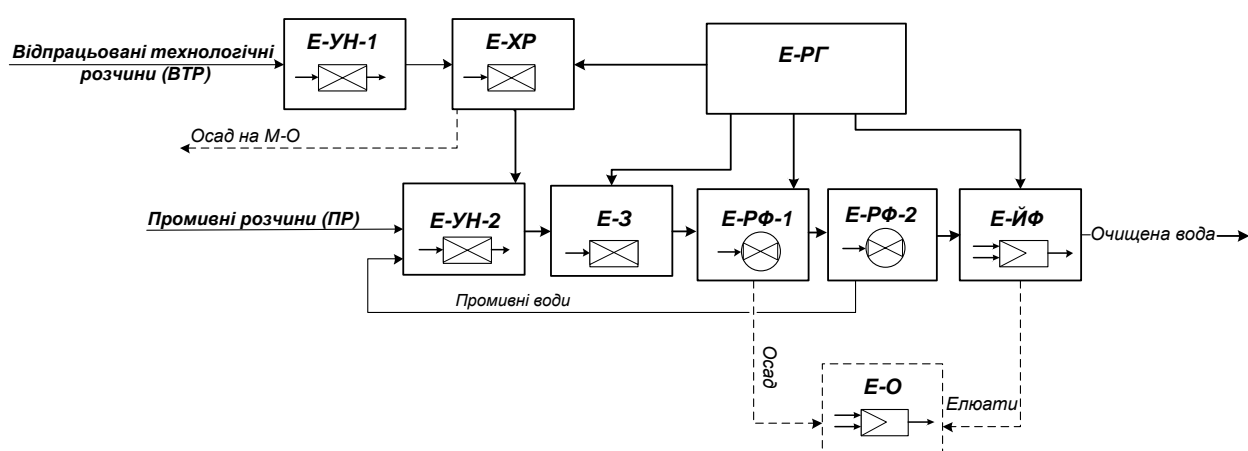 Е-УН-1
Е-ХР
Е-РГ
Відпрацьовані технологічні
розчини (ВТР)
Осад на М-О
Промивні розчини (ПР)
Е-УН-2
Е-З
Е-РФ-1
Е-РФ-2
Е-ЙФ
Очищена вода
Промивні води
Осад
Е-О
Елюати